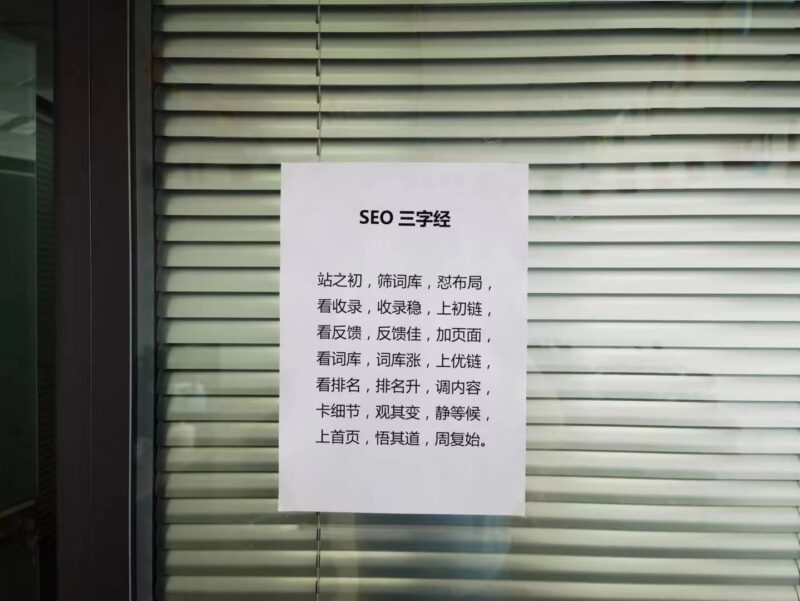 SEO 三字经
站之初，筛词库，怼布局，
看收录，收录稳，上初链，
看反馈，反馈佳，加页面，
看词库，词库涨，上优链，
看排名，排名升，调内容，
卡细节，观其变，静等候，
上首页，悟其道，周复始。